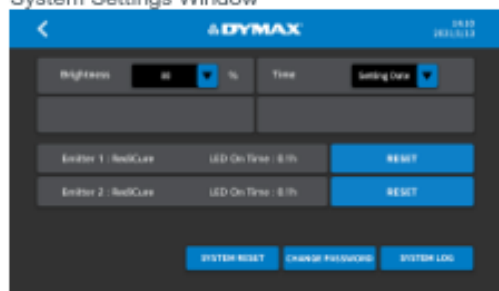 System Settings Window
DYMAX
Brightness % Time Setting Date
Emitter 1 : RediCure LED On Time : 0.1h RESET
Emitter 2 : RediCure LED On Time : 0.1h RESET
SYSTEM RESET CHANGE PASSWORD SYSTEM LOG